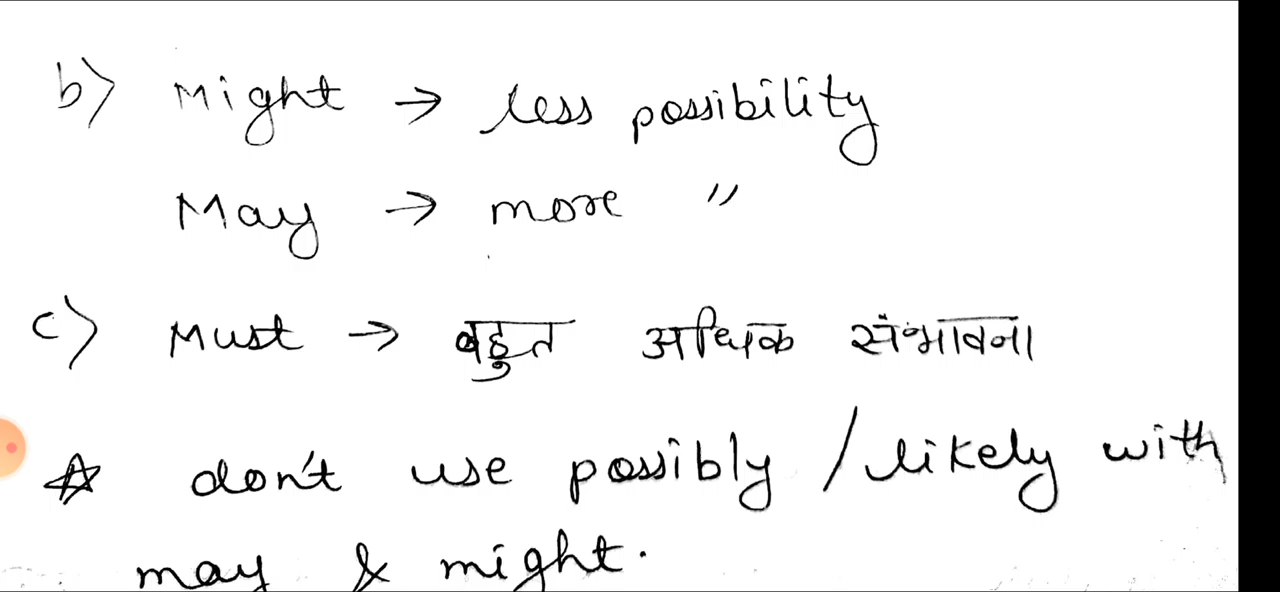 b) Might → less possibility
May → more "
c) Must → बहुत अधिक संभावना
☆ don't use possibly / likely with
may & might.